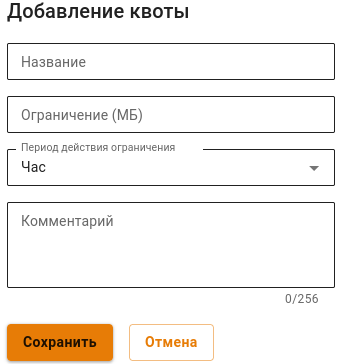 Добавление квоты
Название
Ограничение (МБ)
Период действия ограничения
Час
Комментарий
0/256
Сохранить
Отмена